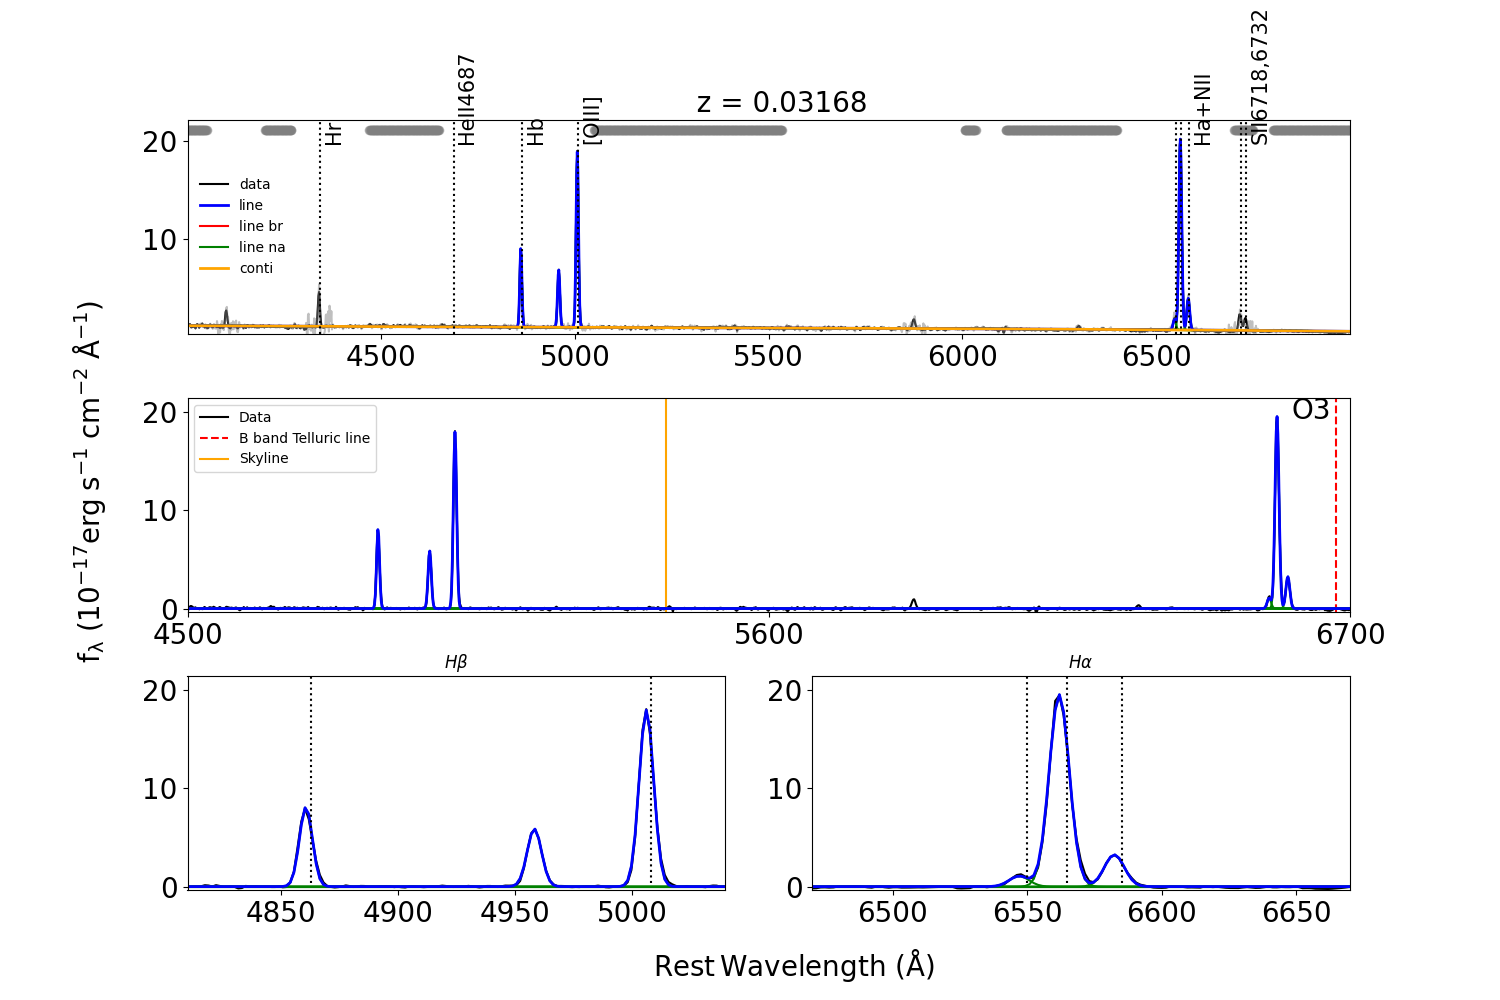 z = 0.03168
Hr
HeII4687
Hb
[OIII]
Ha+NII
SII6718,6732
20
10
data
line
line br
line na
conti
4500 5000 5500 6000 6500
20
10
0
Data
B band Telluric line
Skyline
O3
4500 5600 6700
fλ (10⁻¹⁷erg s⁻¹ cm⁻² Å⁻¹)
Hβ
20
10
0
4850 4900 4950 5000
Hα
20
10
0
6500 6550 6600 6650
Rest Wavelength (Å)